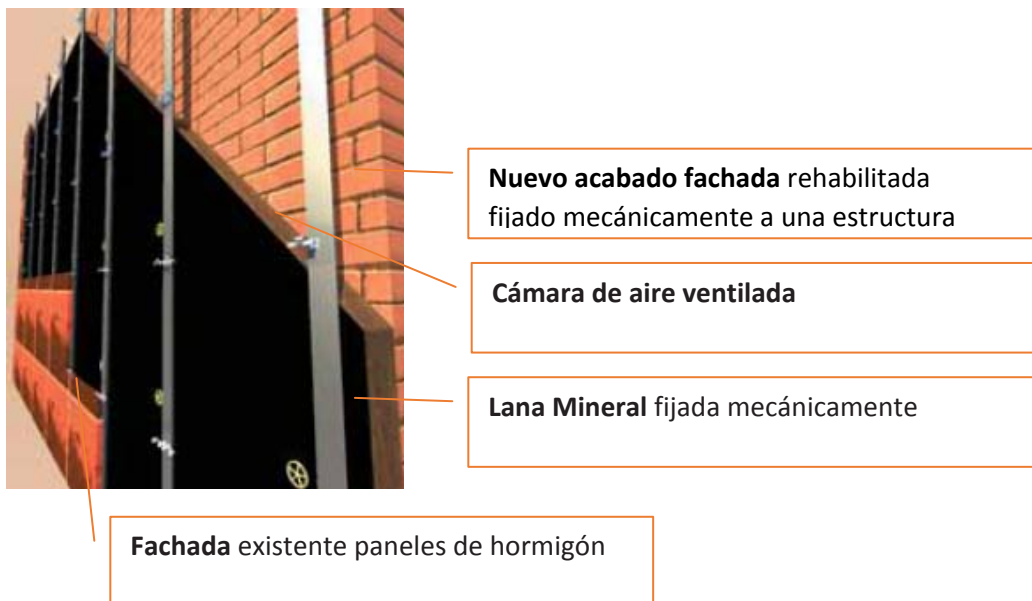 Nuevo acabado fachada rehabilitada
fijado mecánicamente a una estructura
Cámara de aire ventilada
Lana Mineral fijada mecánicamente
Fachada existente paneles de hormigón